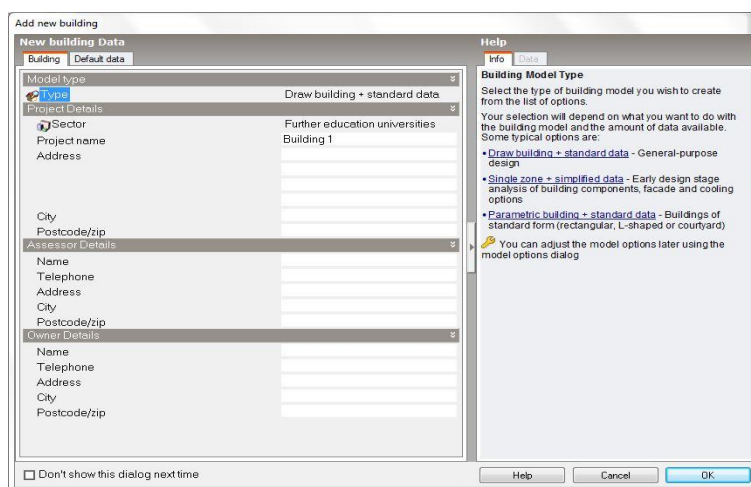 Add new building
New building Data
Building Default data
Model type
Type Draw building + standard data
Project Details
Sector Further education universities
Project name Building 1
Address
City
Postcode/zip
Assessor Details
Name
Telephone
Address
City
Postcode/zip
Owner Details
Name
Telephone
Address
City
Postcode/zip
Help
Info Data
Building Model Type
Select the type of building model you wish to create
from the list of options.
Your selection will depend on what you want to do with
the building model and the amount of data available.
Some typical options are:
• Draw building + standard data - General-purpose
design
• Single zone + simplified data - Early design stage
analysis of building components, facade and cooling
options
• Parametric building + standard data - Buildings of
standard form (rectangular, L-shaped or courtyard)
You can adjust the model options later using the
model options dialog
Don't show this dialog next time
Help Cancel OK